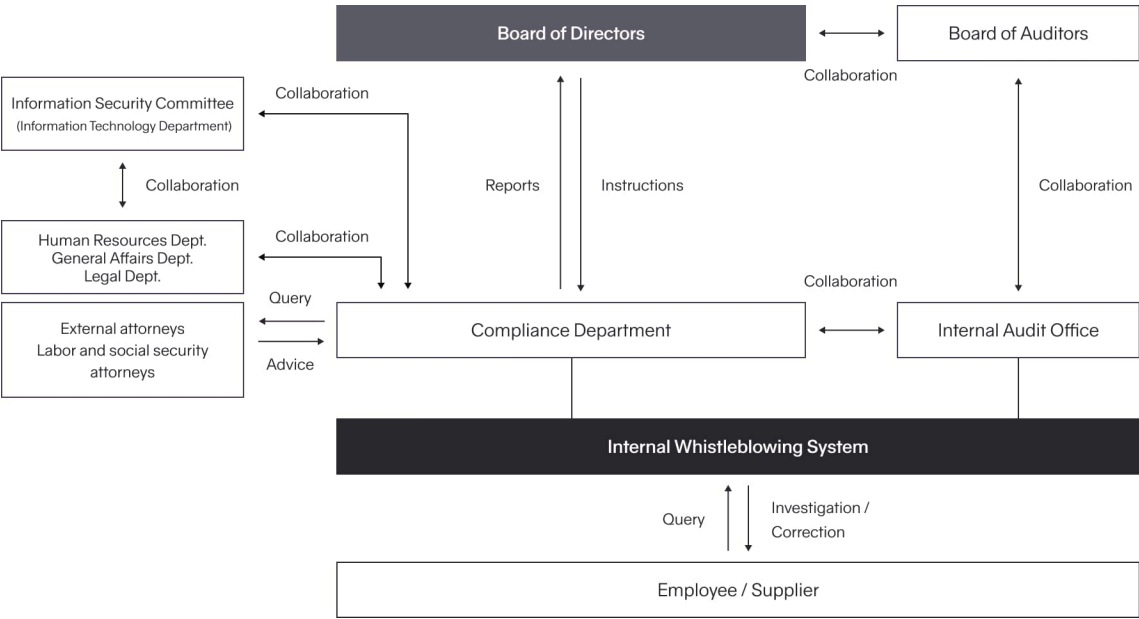 Board of Directors
Board of Auditors
Collaboration
Information Security Committee
(Information Technology Department)
Collaboration
Collaboration
Reports
Instructions
Collaboration
Human Resources Dept.
General Affairs Dept.
Legal Dept.
Collaboration
Collaboration
Query
External attorneys
Labor and social security
attorneys
Advice
Compliance Department
Internal Audit Office
Internal Whistleblowing System
Query
Investigation /
Correction
Employee / Supplier